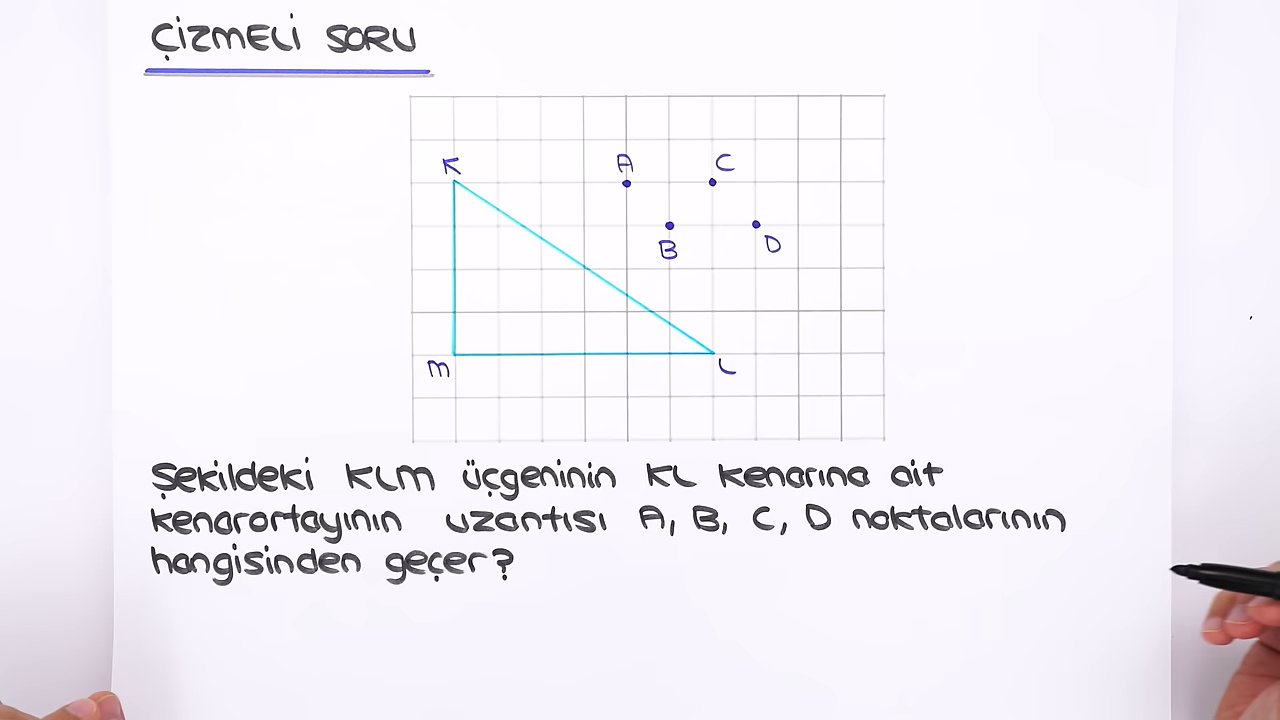 ÇİZMELİ SORU
K
A
C
B
D
M
L
Şekildeki KLM üçgeninin KL kenarına ait
kenarortayının uzantısı A, B, C, D noktalarının
hangisinden geçer?